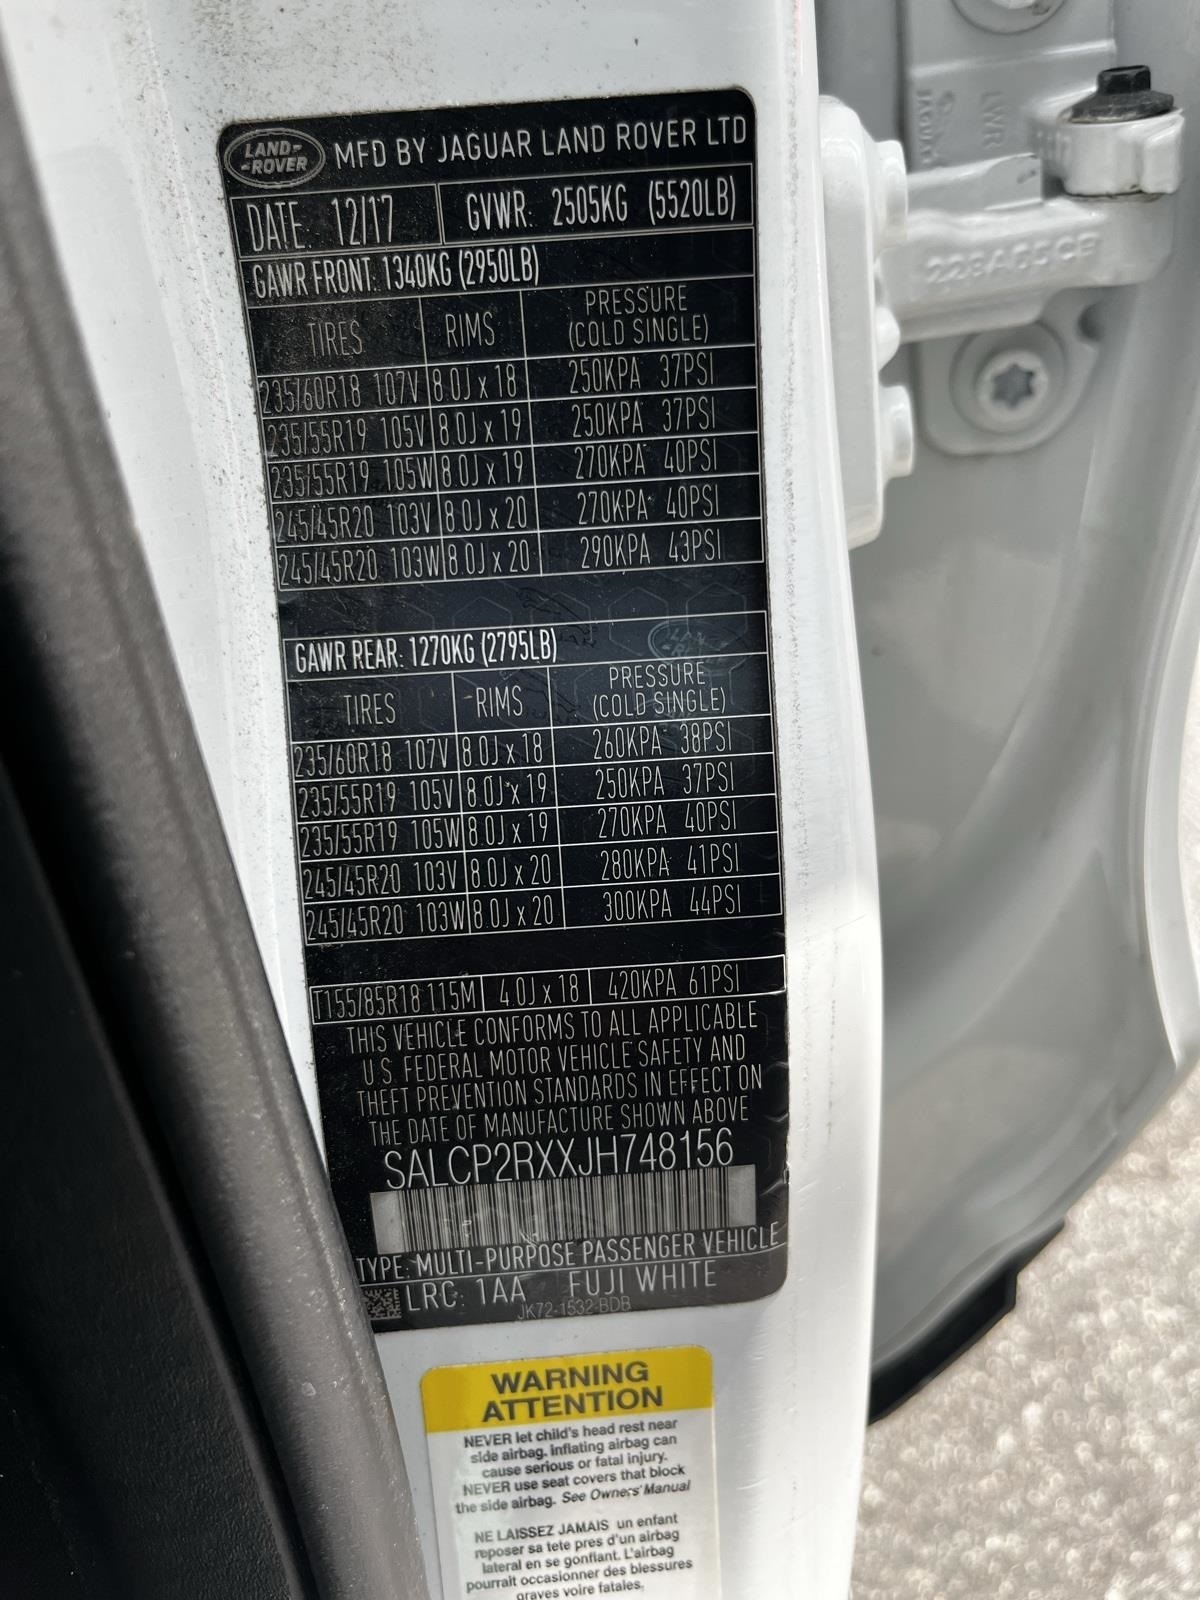 LAND-
-ROVER
MFD BY JAGUAR LAND ROVER LTD
DATE: 12/17 GVWR: 2505KG (5520LB)
GAWR FRONT: 1340KG (2950LB)
TIRES RIMS PRESSURE (COLD SINGLE)
235/60R18 107V 8.0J x 18 250KPA 37PSI
235/55R19 105V 8.0J x 19 250KPA 37PSI
235/55R19 105W 8.0J x 19 270KPA 40PSI
245/45R20 103V 8.0J x 20 270KPA 40PSI
245/45R20 103W 8.0J x 20 290KPA 43PSI
GAWR REAR: 1270KG (2795LB)
LAND-
-ROVER
TIRES RIMS PRESSURE (COLD SINGLE)
235/60R18 107V 8.0J x 18 260KPA 38PSI
235/55R19 105V 8.0J x 19 250KPA 37PSI
235/55R19 105W 8.0J x 19 270KPA 40PSI
245/45R20 103V 8.0J x 20 280KPA 41PSI
245/45R20 103W 8.0J x 20 300KPA 44PSI
T155/85R18 115M 4.0J x 18 420KPA 61PSI
THIS VEHICLE CONFORMS TO ALL APPLICABLE
U.S. FEDERAL MOTOR VEHICLE SAFETY AND
THEFT PREVENTION STANDARDS IN EFFECT ON
THE DATE OF MANUFACTURE SHOWN ABOVE
SALCP2RXXJH748156
TYPE: MULTI-PURPOSE PASSENGER VEHICLE
LRC: 1AA FUJI WHITE
JK72-1532-BDB
WARNING
ATTENTION
NEVER let child's head rest near
side airbag. Inflating airbag can
cause serious or fatal injury.
NEVER use seat covers that block
the side airbag. See Owners' Manual
NE LAISSEZ JAMAIS un enfant
reposer sa tete pres d'un airbag
lateral en se gonflant. L'airbag
pourrait occasionner des blessures
graves voire fatales.
LWR
JAGUAR